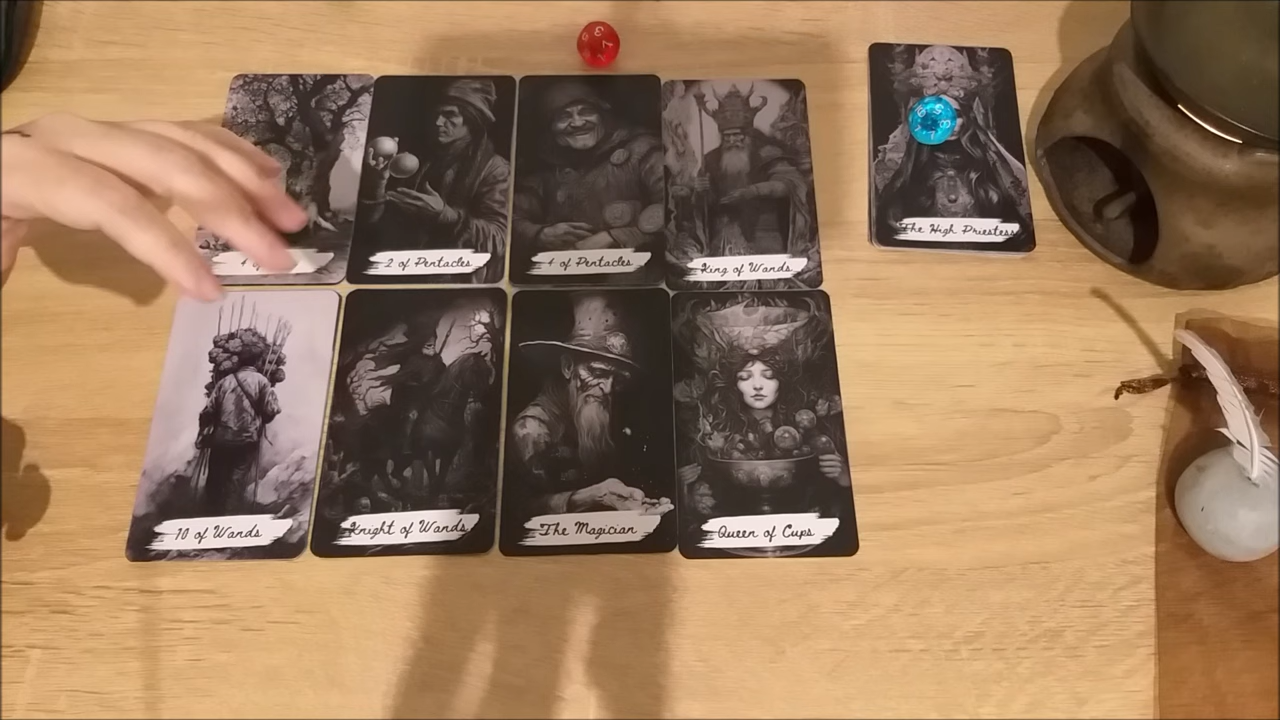 2 of Pentacles
4 of Pentacles
King of Wands
The High Priestess
10 of Wands
Knight of Wands
The Magician
Queen of Cups